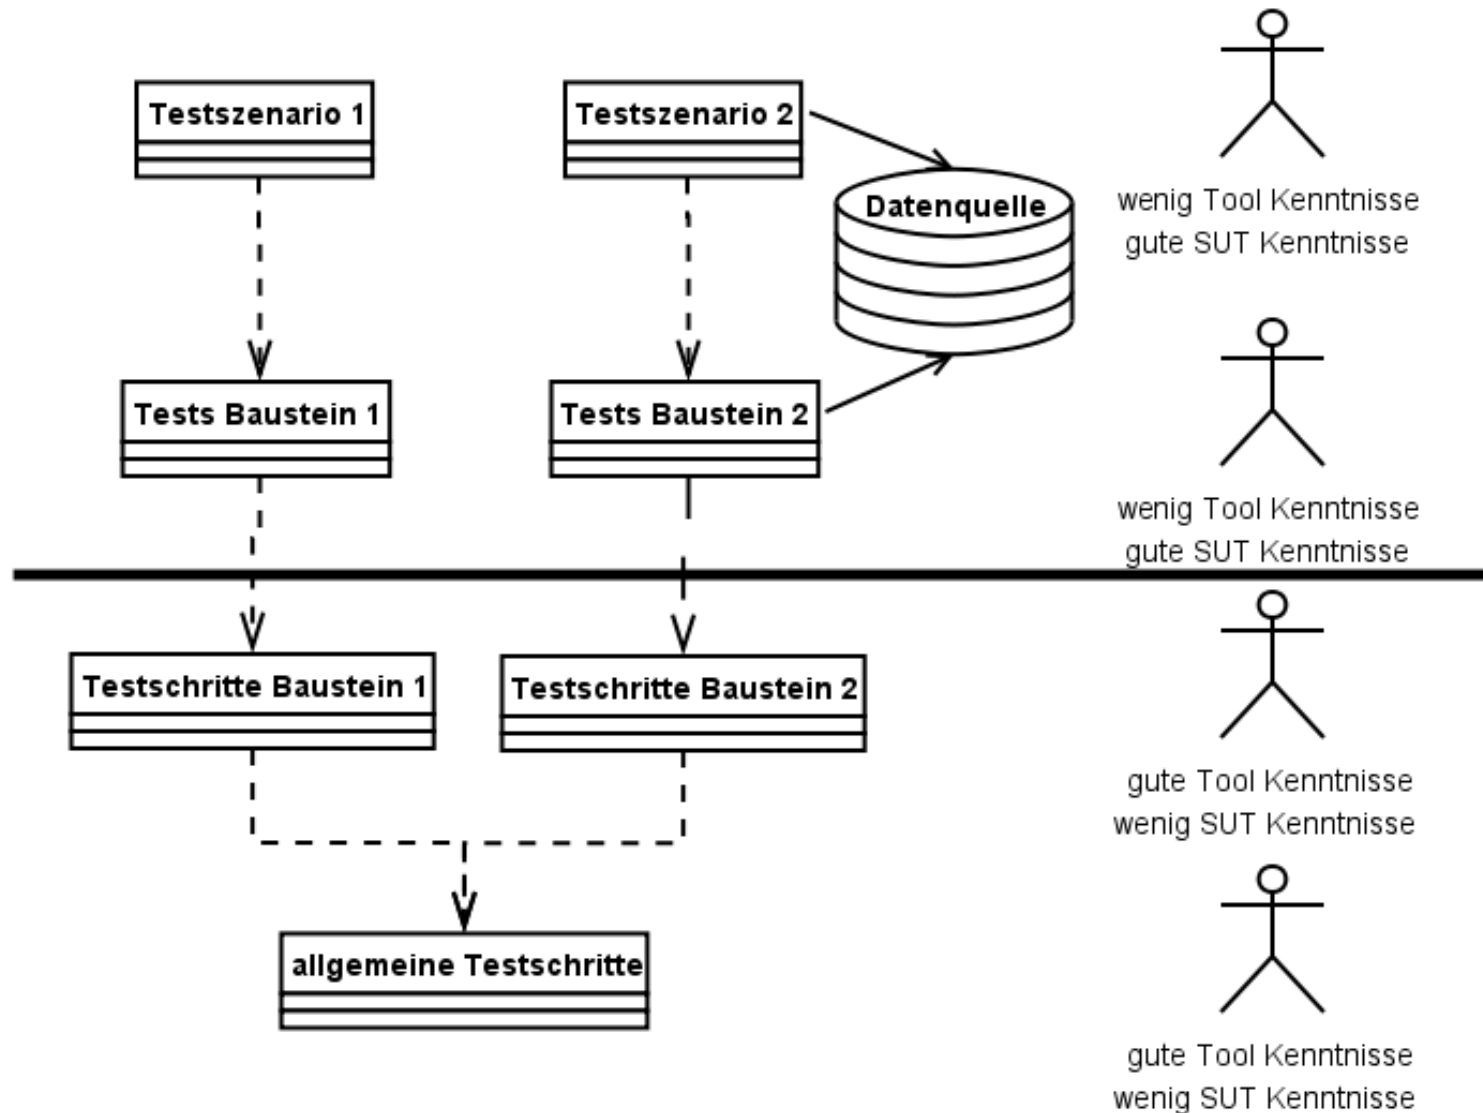 Testszenario 1
Testszenario 2
Datenquelle
wenig Tool Kenntnisse
gute SUT Kenntnisse
Tests Baustein 1
Tests Baustein 2
wenig Tool Kenntnisse
gute SUT Kenntnisse
Testschritte Baustein 1
Testschritte Baustein 2
gute Tool Kenntnisse
wenig SUT Kenntnisse
allgemeine Testschritte
gute Tool Kenntnisse
wenig SUT Kenntnisse